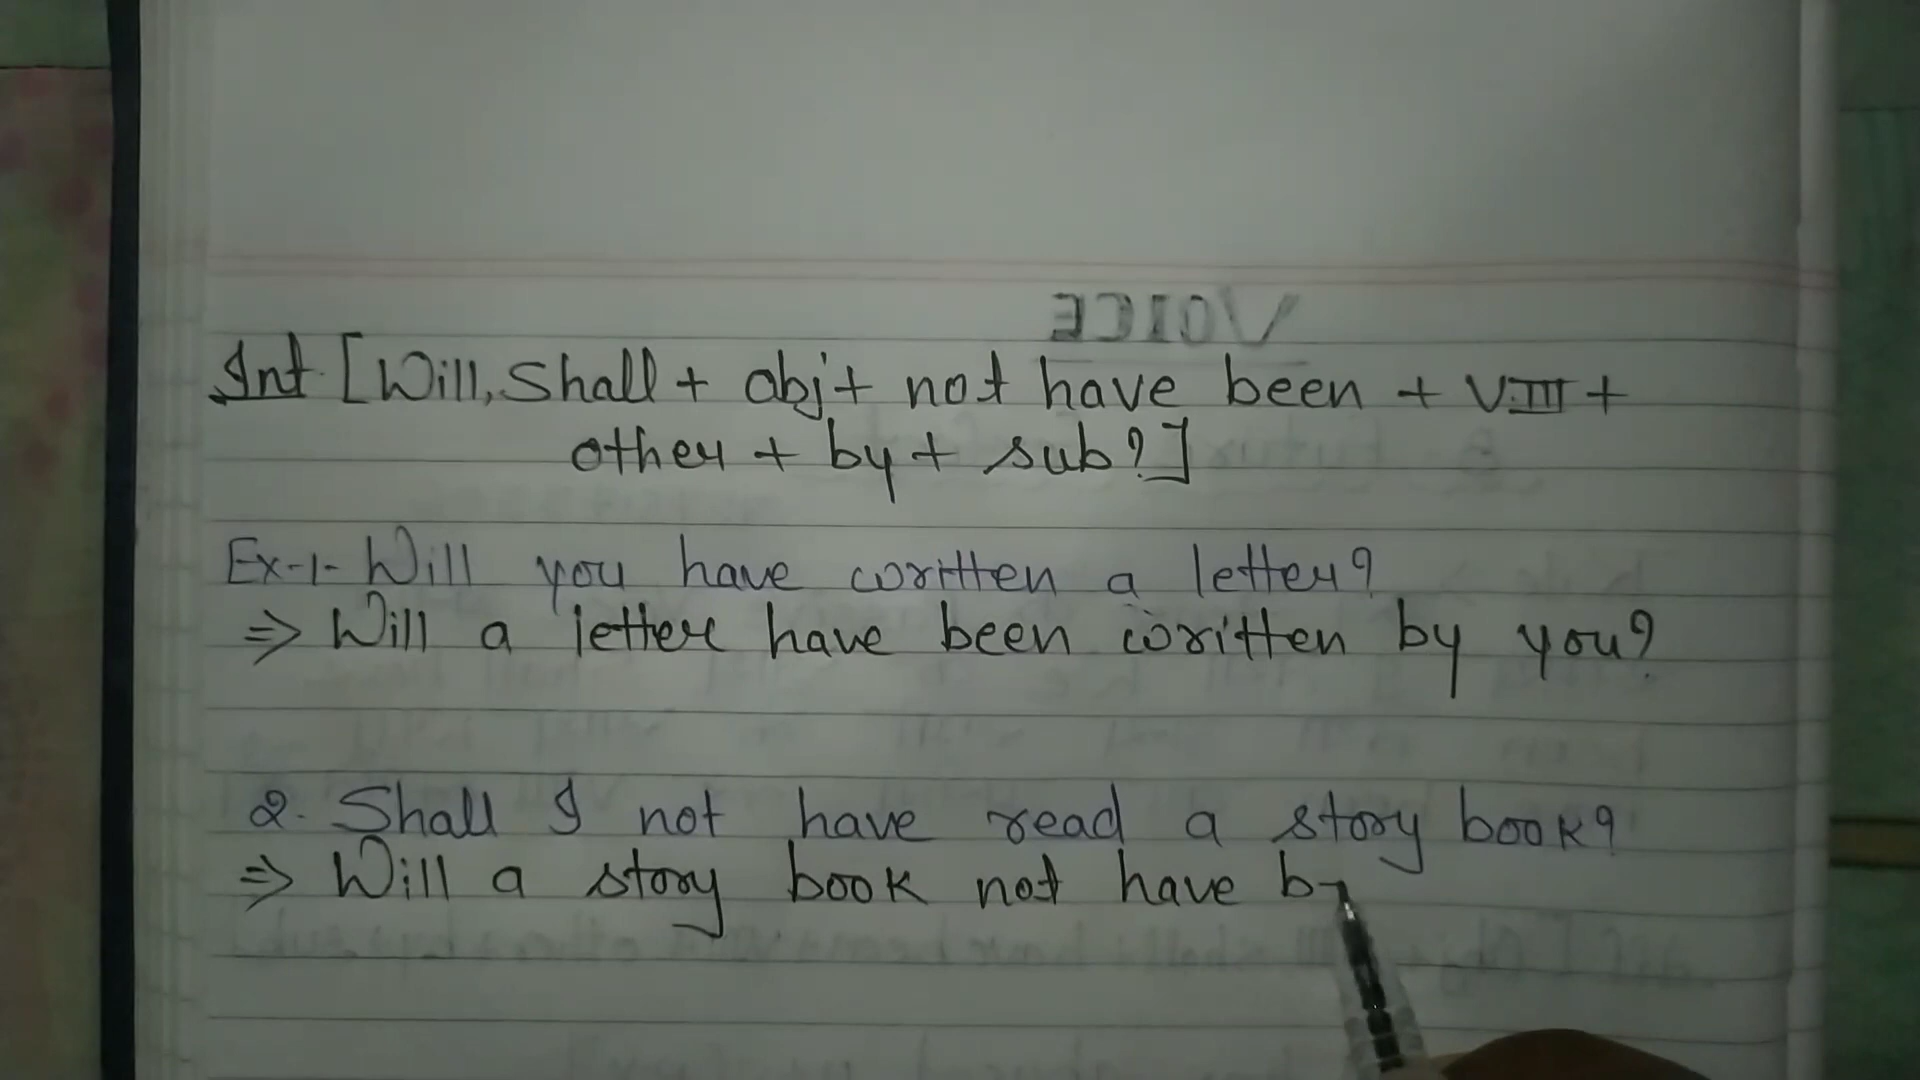 Int [Will, Shall + obj + not have been + VIII +
other + by + sub?]
Ex-1- Will you have written a letter?
⇒ Will a letter have been written by you?
2. Shall I not have read a story book?
⇒ Will a story book not have b